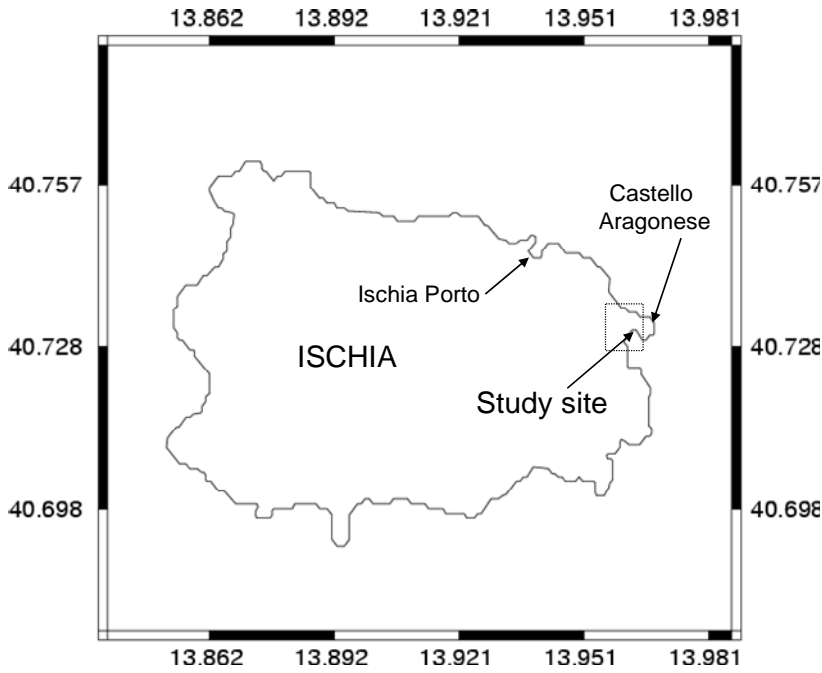 13.862 13.892 13.921 13.951 13.981
40.757 40.757
Castello
Aragonese
Ischia Porto
40.728 40.728
ISCHIA
Study site
40.698 40.698
13.862 13.892 13.921 13.951 13.981